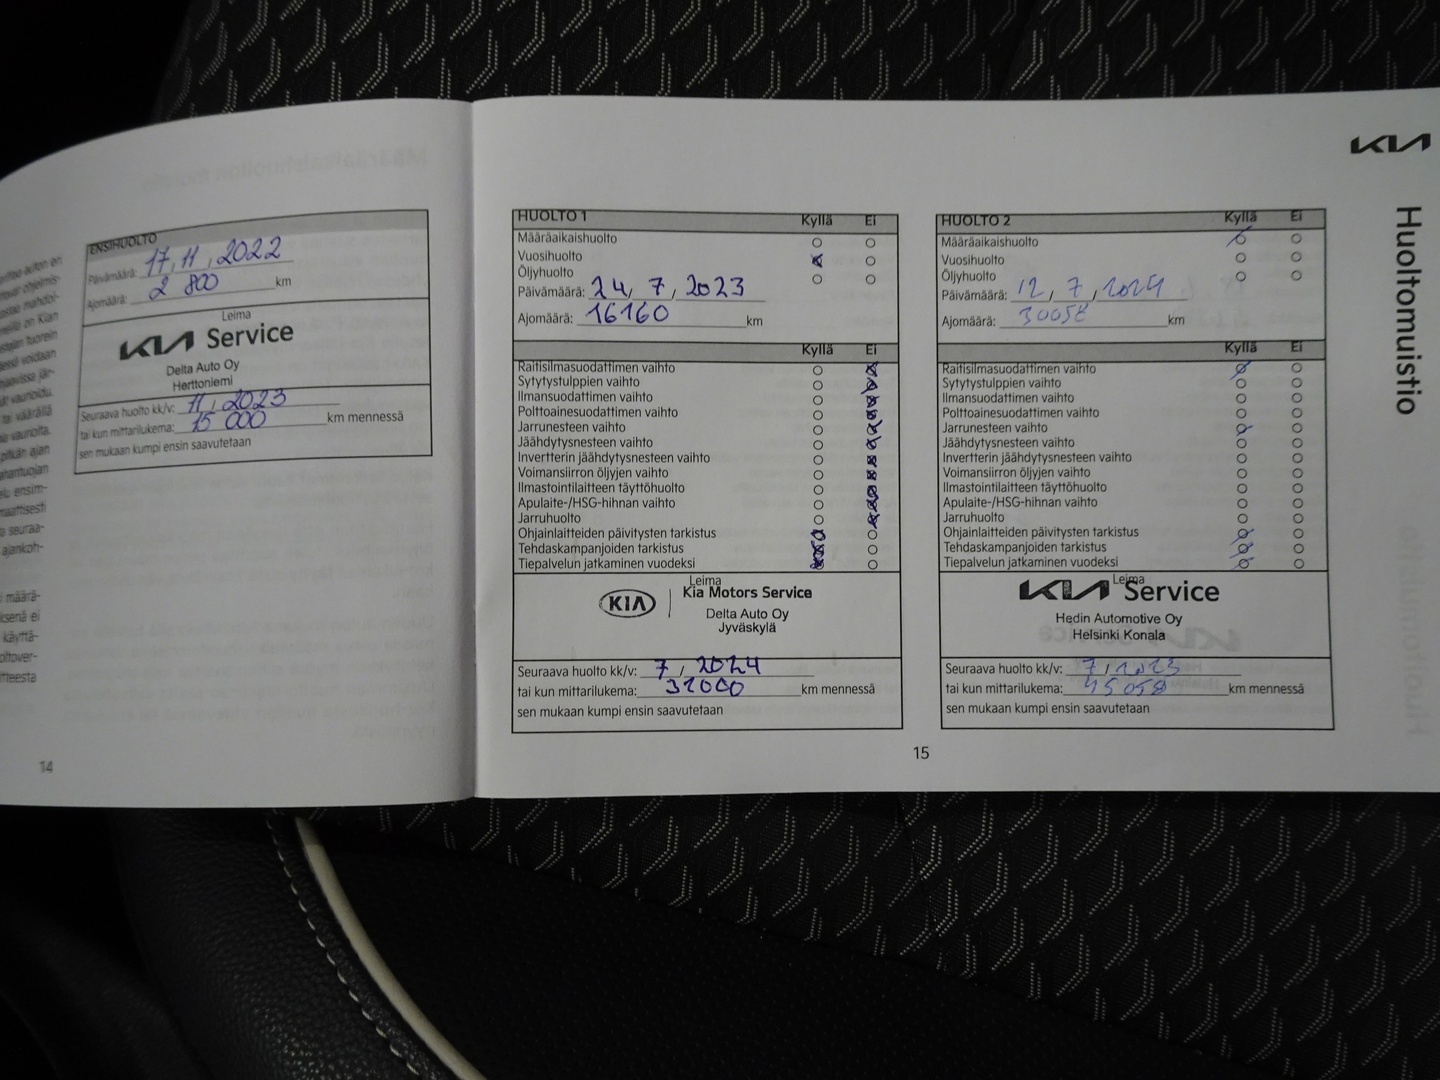 ENSIHUOLTO
Päivämäärä: 17, 11, 2022
Ajomäärä: 2 800 km
Leima
KIA Service
Delta Auto Oy
Herttoniemi
Seuraava huolto kk/v: 11, 2023
tai kun mittarilukema: 15 000 km mennessä
sen mukaan kumpi ensin saavutetaan
14
KIA
Huoltomuistio
HUOLTO 1 Kyllä Ei
Määräaikaishuolto
Vuosihuolto
Öljyhuolto
Päivämäärä: 24, 7, 2023
Ajomäärä: 16160 km
Kyllä Ei
Raitisilmasuodattimen vaihto
Sytytystulppien vaihto
Ilmansuodattimen vaihto
Polttoainesuodattimen vaihto
Jarrunesteen vaihto
Jäähdytysnesteen vaihto
Invertterin jäähdytysnesteen vaihto
Voimansiirron öljyjen vaihto
Ilmastointilaitteen täyttöhuolto
Apulaite-/HSG-hihnan vaihto
Jarruhuolto
Ohjainlaitteiden päivitysten tarkistus
Tehdaskampanjoiden tarkistus
Tiepalvelun jatkaminen vuodeksi
Leima
KIA Kia Motors Service
Delta Auto Oy
Jyväskylä
Seuraava huolto kk/v: 7, 2024
tai kun mittarilukema: 31000 km mennessä
sen mukaan kumpi ensin saavutetaan
HUOLTO 2 Kyllä Ei
Määräaikaishuolto
Vuosihuolto
Öljyhuolto
Päivämäärä: 12, 7, 2024
Ajomäärä: 30058 km
Kyllä Ei
Raitisilmasuodattimen vaihto
Sytytystulppien vaihto
Ilmansuodattimen vaihto
Polttoainesuodattimen vaihto
Jarrunesteen vaihto
Jäähdytysnesteen vaihto
Invertterin jäähdytysnesteen vaihto
Voimansiirron öljyjen vaihto
Ilmastointilaitteen täyttöhuolto
Apulaite-/HSG-hihnan vaihto
Jarruhuolto
Ohjainlaitteiden päivitysten tarkistus
Tehdaskampanjoiden tarkistus
Tiepalvelun jatkaminen vuodeksi
Leima
KIA Service
Hedin Automotive Oy
Helsinki Konala
Seuraava huolto kk/v: 7,
tai kun mittarilukema: 45058 km mennessä
sen mukaan kumpi ensin saavutetaan
15